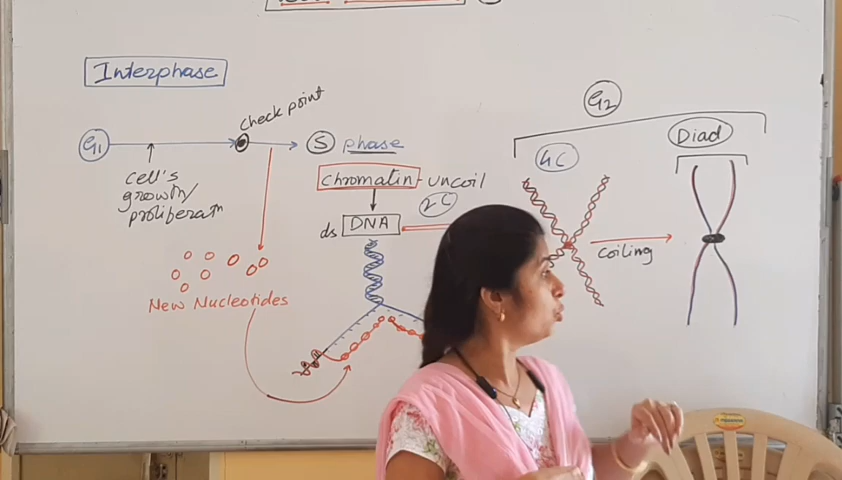 Interphase
G1
check point
S phase
cell's
growth/
proliferatn
New Nucleotides
chromatin - uncoil
2C
ds DNA
G2
4C
coiling
Diad